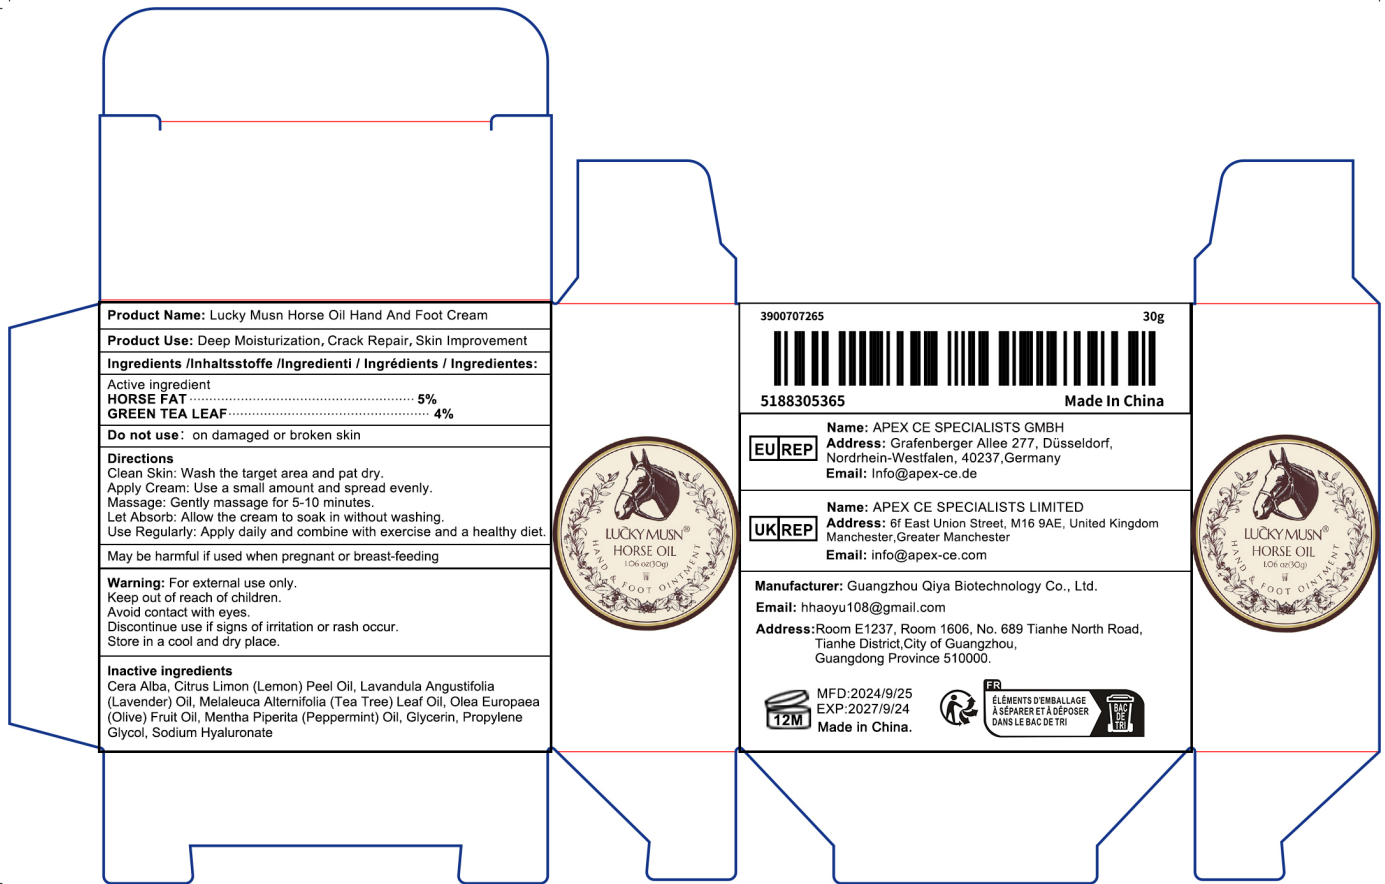 Product Name: Lucky Musn Horse Oil Hand And Foot Cream
Product Use: Deep Moisturization, Crack Repair, Skin Improvement
Ingredients /Inhaltsstoffe /Ingredienti / Ingrédients / Ingredientes:
Active ingredient
HORSE FAT ........................................................ 5%
GREEN TEA LEAF.................................................. 4%
Do not use: on damaged or broken skin
Directions
Clean Skin: Wash the target area and pat dry.
Apply Cream: Use a small amount and spread evenly.
Massage: Gently massage for 5-10 minutes.
Let Absorb: Allow the cream to soak in without washing.
Use Regularly: Apply daily and combine with exercise and a healthy diet.
May be harmful if used when pregnant or breast-feeding
Warning: For external use only.
Keep out of reach of children.
Avoid contact with eyes.
Discontinue use if signs of irritation or rash occur.
Store in a cool and dry place.
Inactive ingredients
Cera Alba, Citrus Limon (Lemon) Peel Oil, Lavandula Angustifolia
(Lavender) Oil, Melaleuca Alternifolia (Tea Tree) Leaf Oil, Olea Europaea
(Olive) Fruit Oil, Mentha Piperita (Peppermint) Oil, Glycerin, Propylene
Glycol, Sodium Hyaluronate
LUCKY MUSN®
HORSE OIL
1.06 oz(30g)
HAND & FOOT OINTMENT
3900707265 30g
5188305365 Made In China
EU REP
Name: APEX CE SPECIALISTS GMBH
Address: Grafenberger Allee 277, Düsseldorf,
Nordrhein-Westfalen, 40237,Germany
Email: Info@apex-ce.de
UK REP
Name: APEX CE SPECIALISTS LIMITED
Address: 6f East Union Street, M16 9AE, United Kingdom
Manchester,Greater Manchester
Email: info@apex-ce.com
Manufacturer: Guangzhou Qiya Biotechnology Co., Ltd.
Email: hhaoyu108@gmail.com
Address:Room E1237, Room 1606, No. 689 Tianhe North Road,
Tianhe District,City of Guangzhou,
Guangdong Province 510000.
12M
MFD:2024/9/25
EXP:2027/9/24
Made in China.
FR
ÉLÉMENTS D'EMBALLAGE
À SÉPARER ET À DÉPOSER
DANS LE BAC DE TRI
BAC
DE
TRI
LUCKY MUSN®
HORSE OIL
1.06 oz(30g)
HAND & FOOT OINTMENT